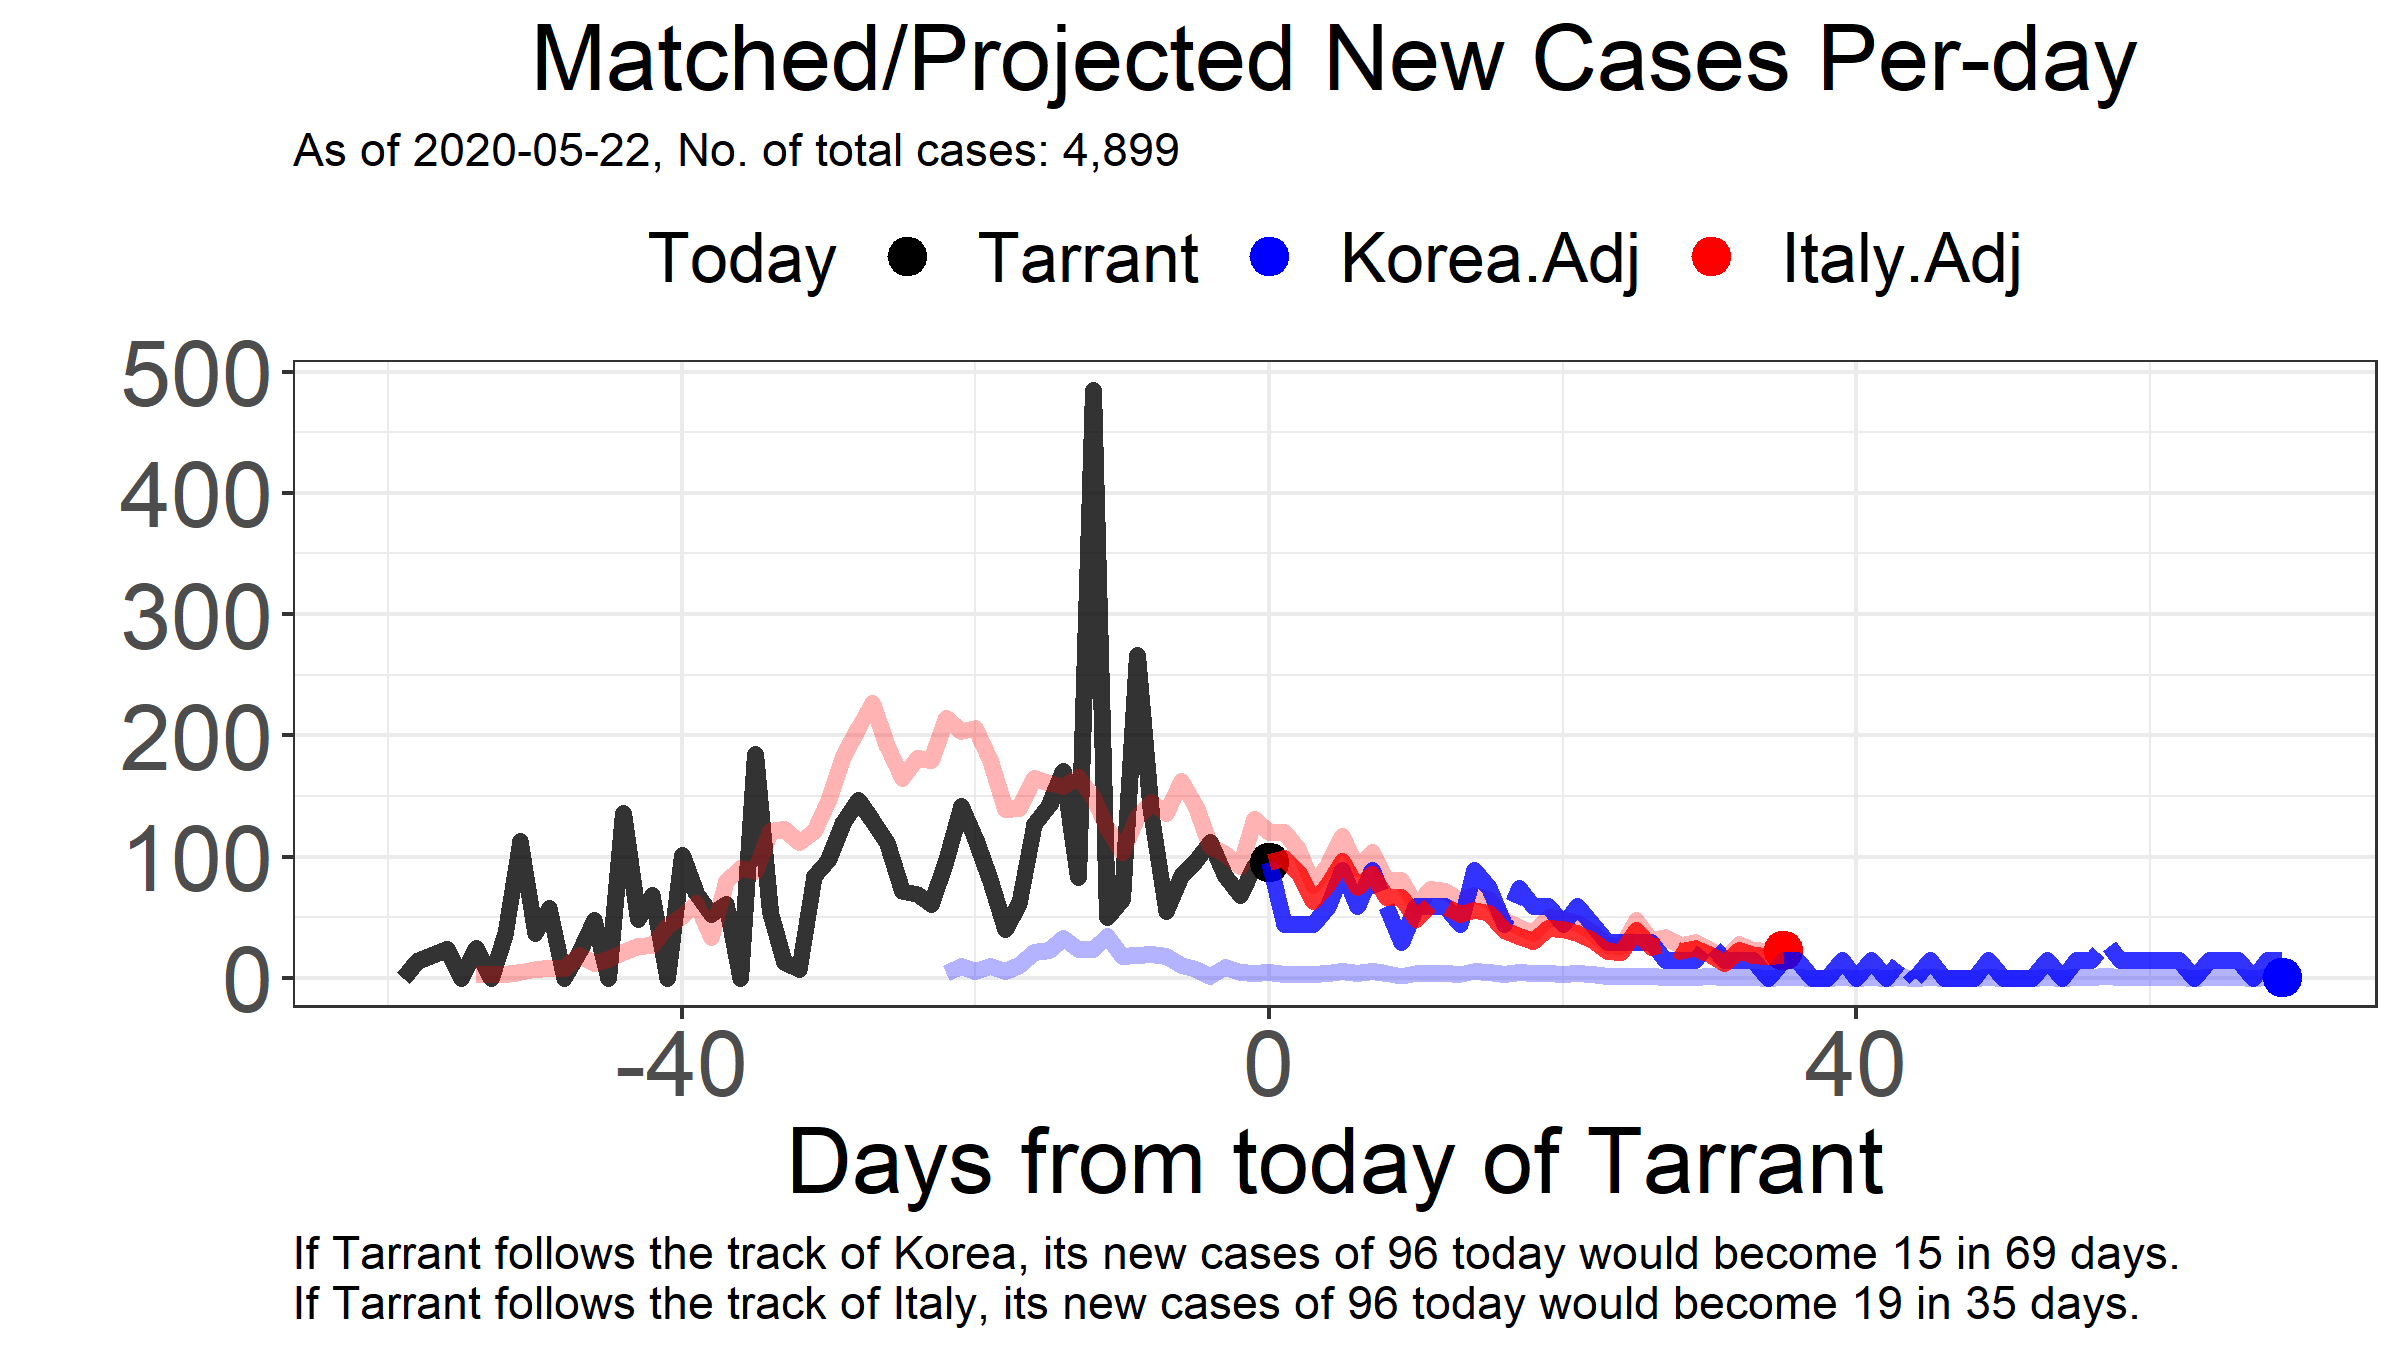 Matched/Projected New Cases Per-day
As of 2020-05-22, No. of total cases: 4,899
Today Tarrant Korea.Adj Italy.Adj
500
400
300
200
100
0
-40 0 40
Days from today of Tarrant
If Tarrant follows the track of Korea, its new cases of 96 today would become 15 in 69 days.
If Tarrant follows the track of Italy, its new cases of 96 today would become 19 in 35 days.